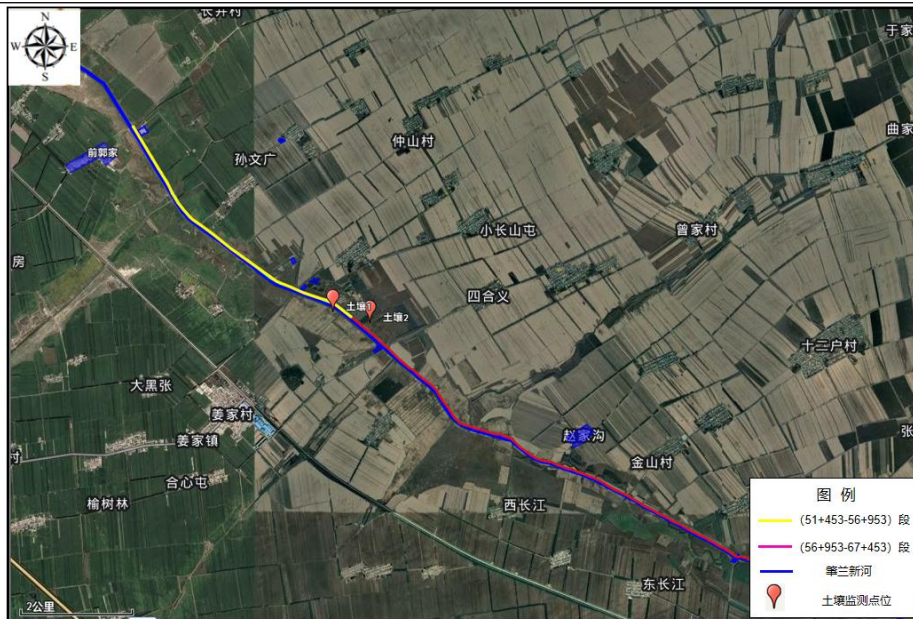 N
W
E
S
长井村
于家
前郭家
孙文广
仲山村
曲家
小长山屯
曾家村
房
四合义
土壤1
土壤2
十二户村
大黑张
姜家村
姜家镇
赵家沟
张
村
合心屯
金山村
榆树林
西长江
东长江
2公里
图 例
(51+453-56+953) 段
(56+953-67+453) 段
肇兰新河
土壤监测点位